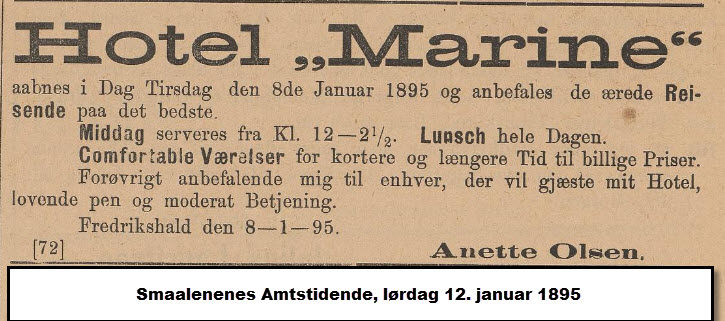 Hotel „Marine“
aabnes i Dag Tirsdag den 8de Januar 1895 og anbefales de ærede Rei-
sende paa det bedste.
Middag serveres fra Kl. 12—2½. Lunsch hele Dagen.
Comfortable Værelser for kortere og længere Tid til billige Priser.
Forøvrigt anbefalende mig til enhver, der vil gjæste mit Hotel,
lovende pen og moderat Betjening.
Fredrikshald den 8—1—95.
[72] Anette Olsen.
Smaalenenes Amtstidende, lørdag 12. januar 1895